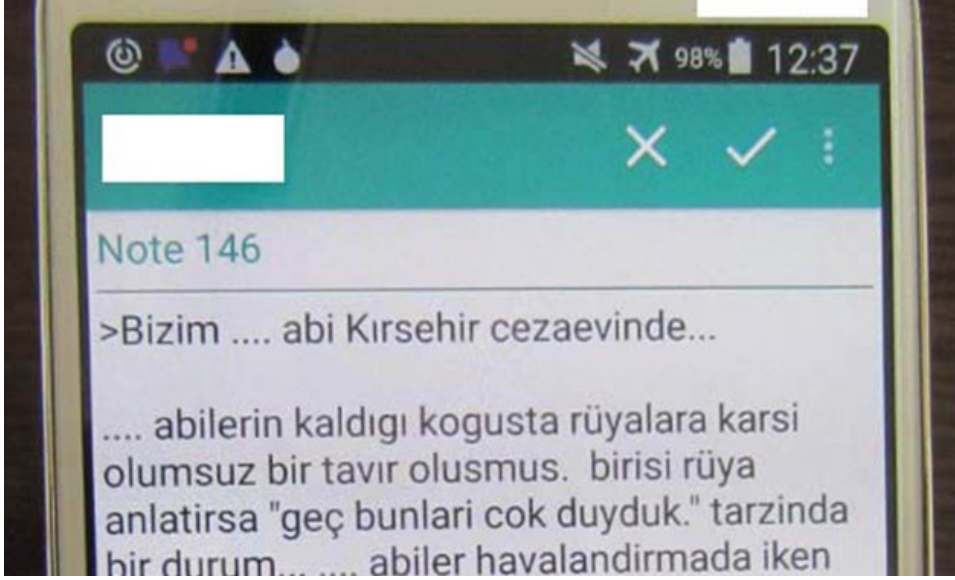 98% 12:37
Note 146
>Bizim .... abi Kırsehir cezaevinde...
.... abilerin kaldıgı kogusta rüyalara karsi
olumsuz bir tavır olusmus. birisi rüya
anlatirsa "geç bunlari cok duyduk." tarzinda
bir durum... .... abiler havalandirmada iken